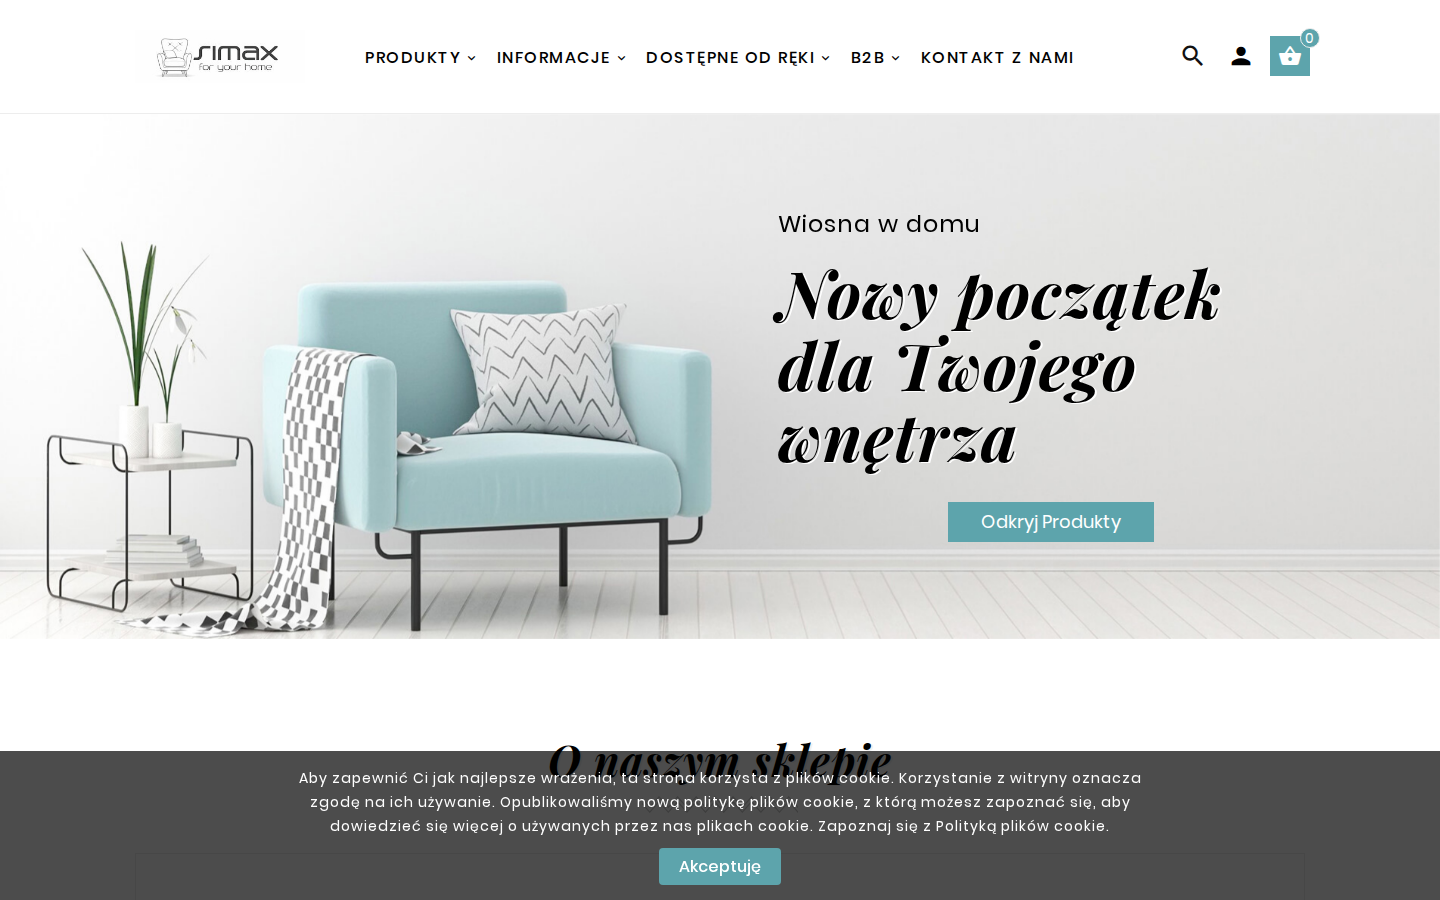 simax
for your home
PRODUKTY
INFORMACJE
DOSTĘPNE OD RĘKI
B2B
KONTAKT Z NAMI
0
Wiosna w domu
Nowy początek
dla Twojego
wnętrza
Odkryj Produkty
O naszym sklepie
Aby zapewnić Ci jak najlepsze wrażenia, ta strona korzysta z plików cookie. Korzystanie z witryny oznacza
zgodę na ich używanie. Opublikowaliśmy nową politykę plików cookie, z którą możesz zapoznać się, aby
dowiedzieć się więcej o używanych przez nas plikach cookie. Zapoznaj się z Polityką plików cookie.
Akceptuję